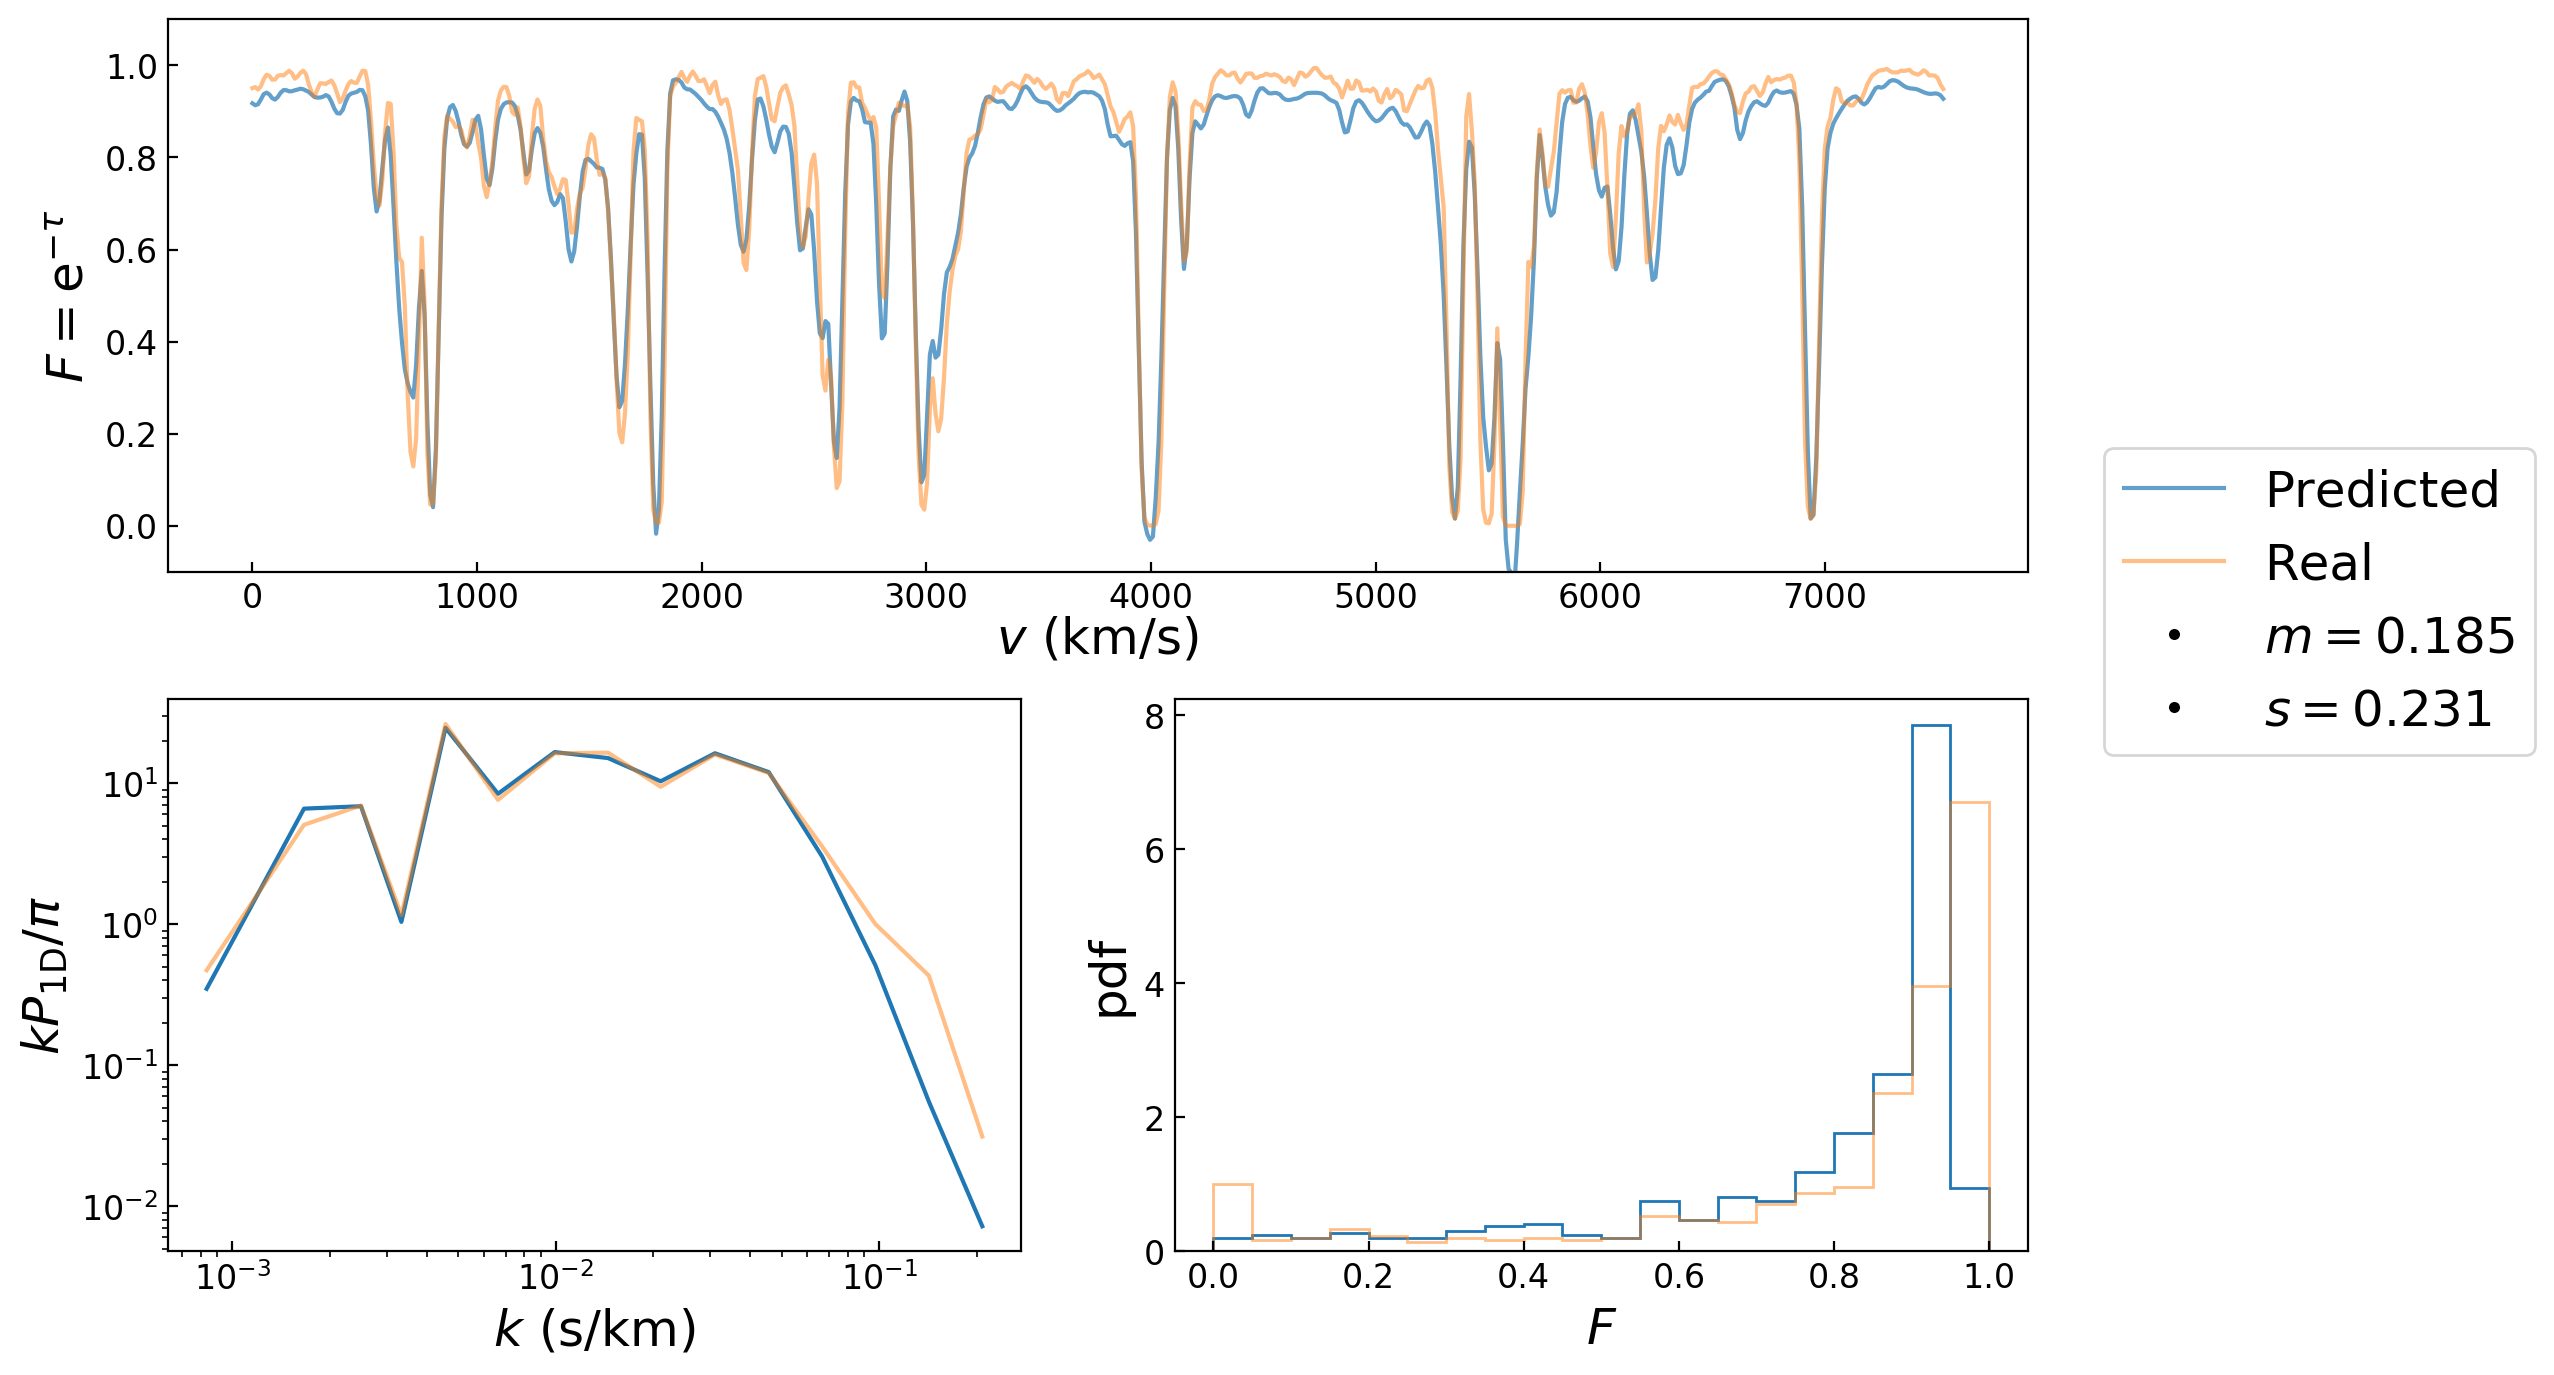 F = e^{-τ}
1.0
0.8
0.6
0.4
0.2
0.0
0 1000 2000 3000 4000 5000 6000 7000
v (km/s)
Predicted
Real
m = 0.185
s = 0.231
kP_{1D}/π
10^1
10^0
10^{-1}
10^{-2}
10^{-3} 10^{-2} 10^{-1}
k (s/km)
pdf
8
6
4
2
0
0.0 0.2 0.4 0.6 0.8 1.0
F